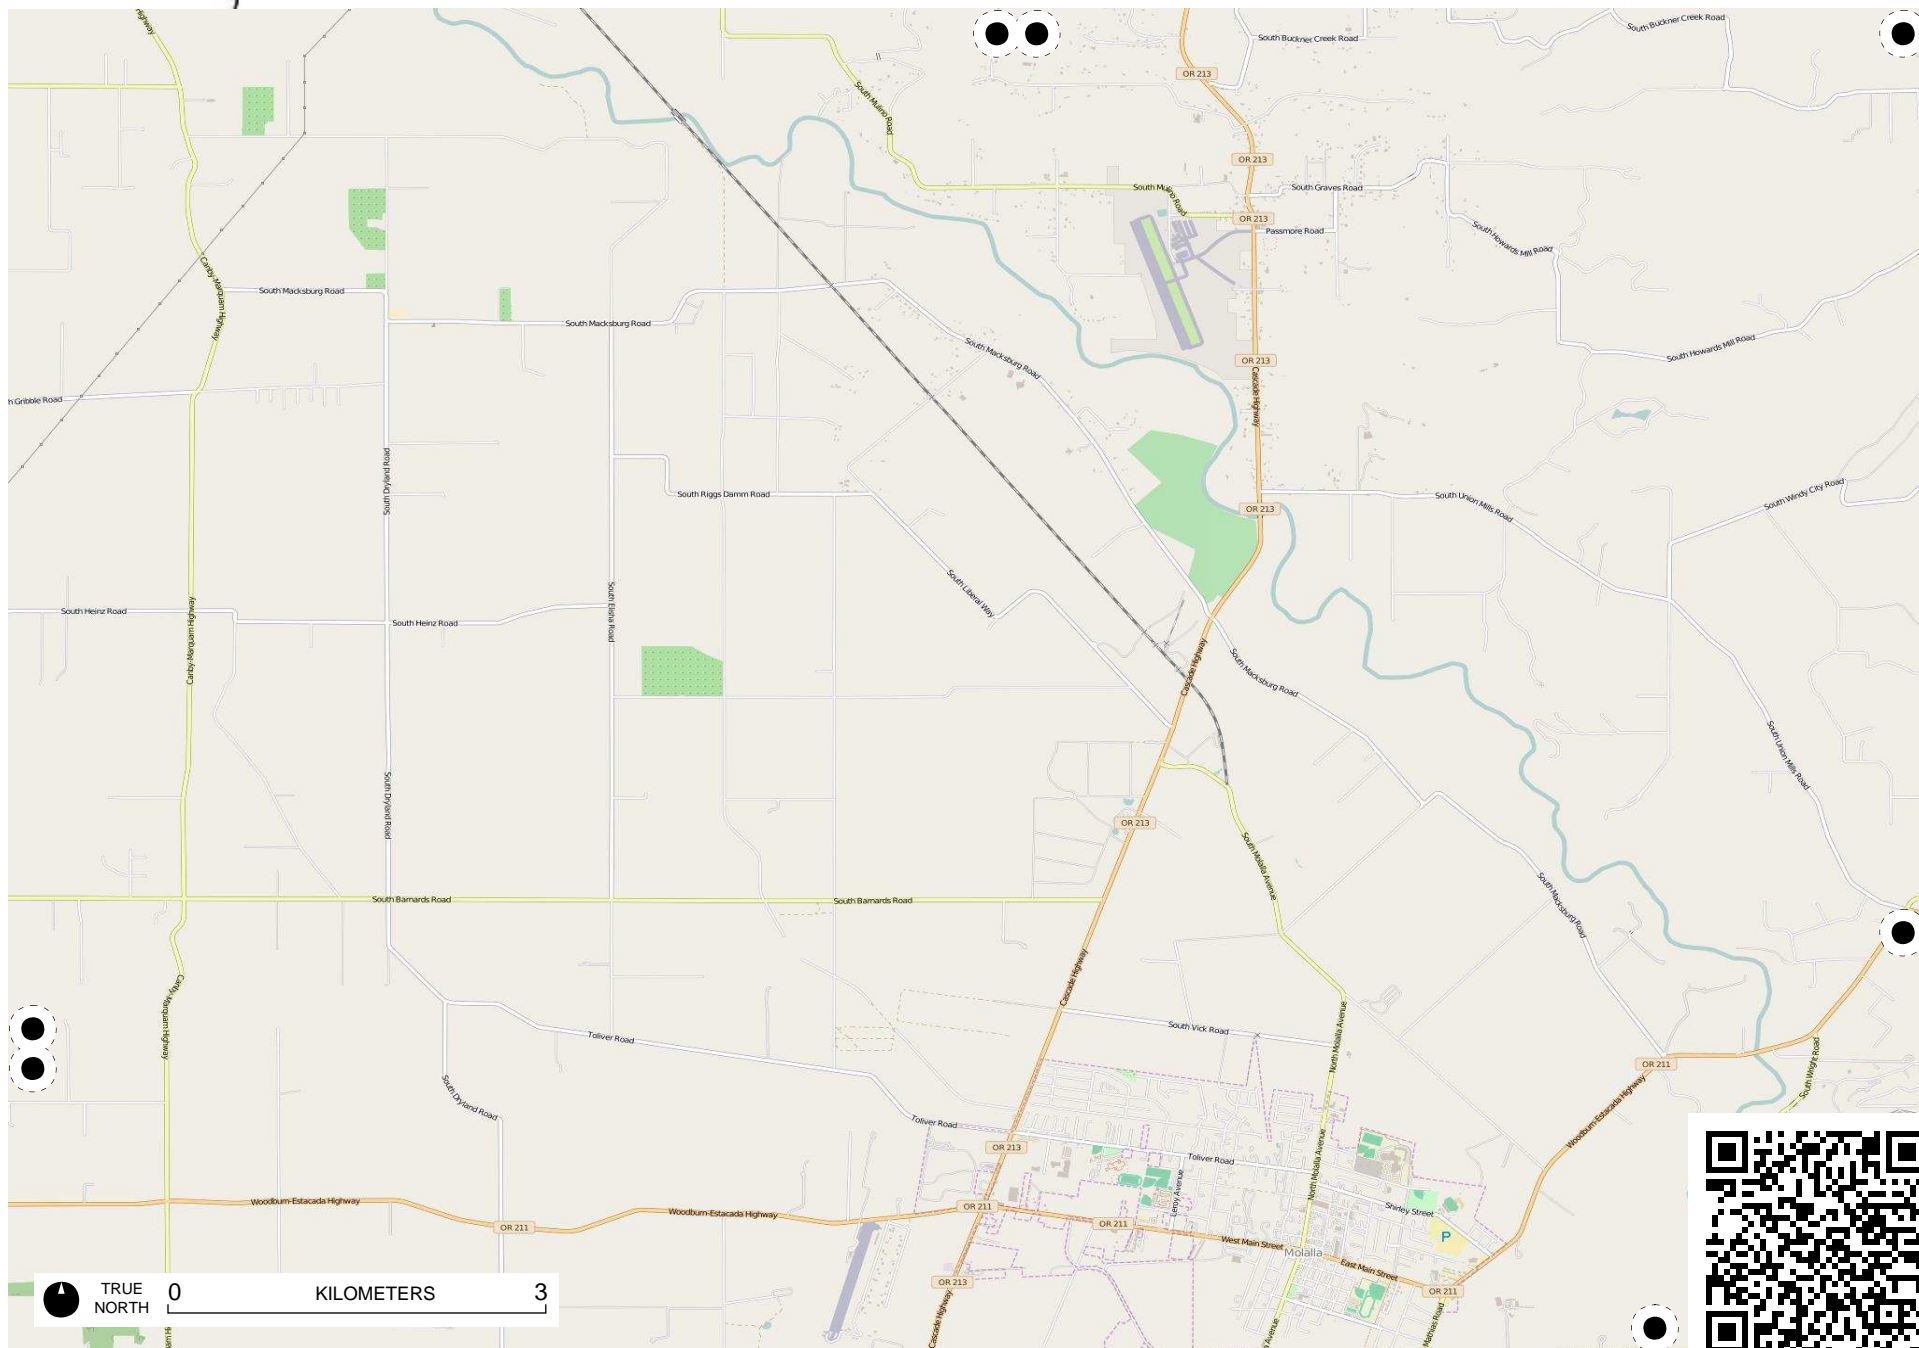 Highway
South Buckner Creek Road
South Buckner Creek Road
OR 213
South Mulino Road
OR 213
South Mulino Road
South Graves Road
OR 213
Passmore Road
South Howards Mill Road
Canby-Marquam Highway
South Macksburg Road
South Macksburg Road
South Macksburg Road
OR 213
South Howards Mill Road
Cascade Highway
h Gribble Road
South Dryland Road
South Riggs Damm Road
OR 213
South Union Mills Road
South Windy City Road
South Liberal Way
South Heinz Road
South Heinz Road
Canby-Marquam Highway
South Elisha Road
Cascade Highway
South Macksburg Road
South Union Mills Road
South Dryland Road
OR 213
South Molalla Avenue
South Barnards Road
South Barnards Road
South Macksburg Road
Canby-Marquam Highway
Cascade Highway
South Vick Road
North Molalla Avenue
Toliver Road
OR 211
South Wright Road
South Dryland Road
Woodburn-Estacada Highway
Toliver Road
OR 213
Toliver Road
North Molalla Avenue
Leroy Avenue
Woodburn-Estacada Highway
Woodburn-Estacada Highway
OR 211
OR 211
OR 211
Shirley Street
P
West Main Street
Molalla
East Main Street
OR 213
OR 211
Cascade Highway
Mathias Road
a Avenue
TRUE NORTH
0 KILOMETERS 3